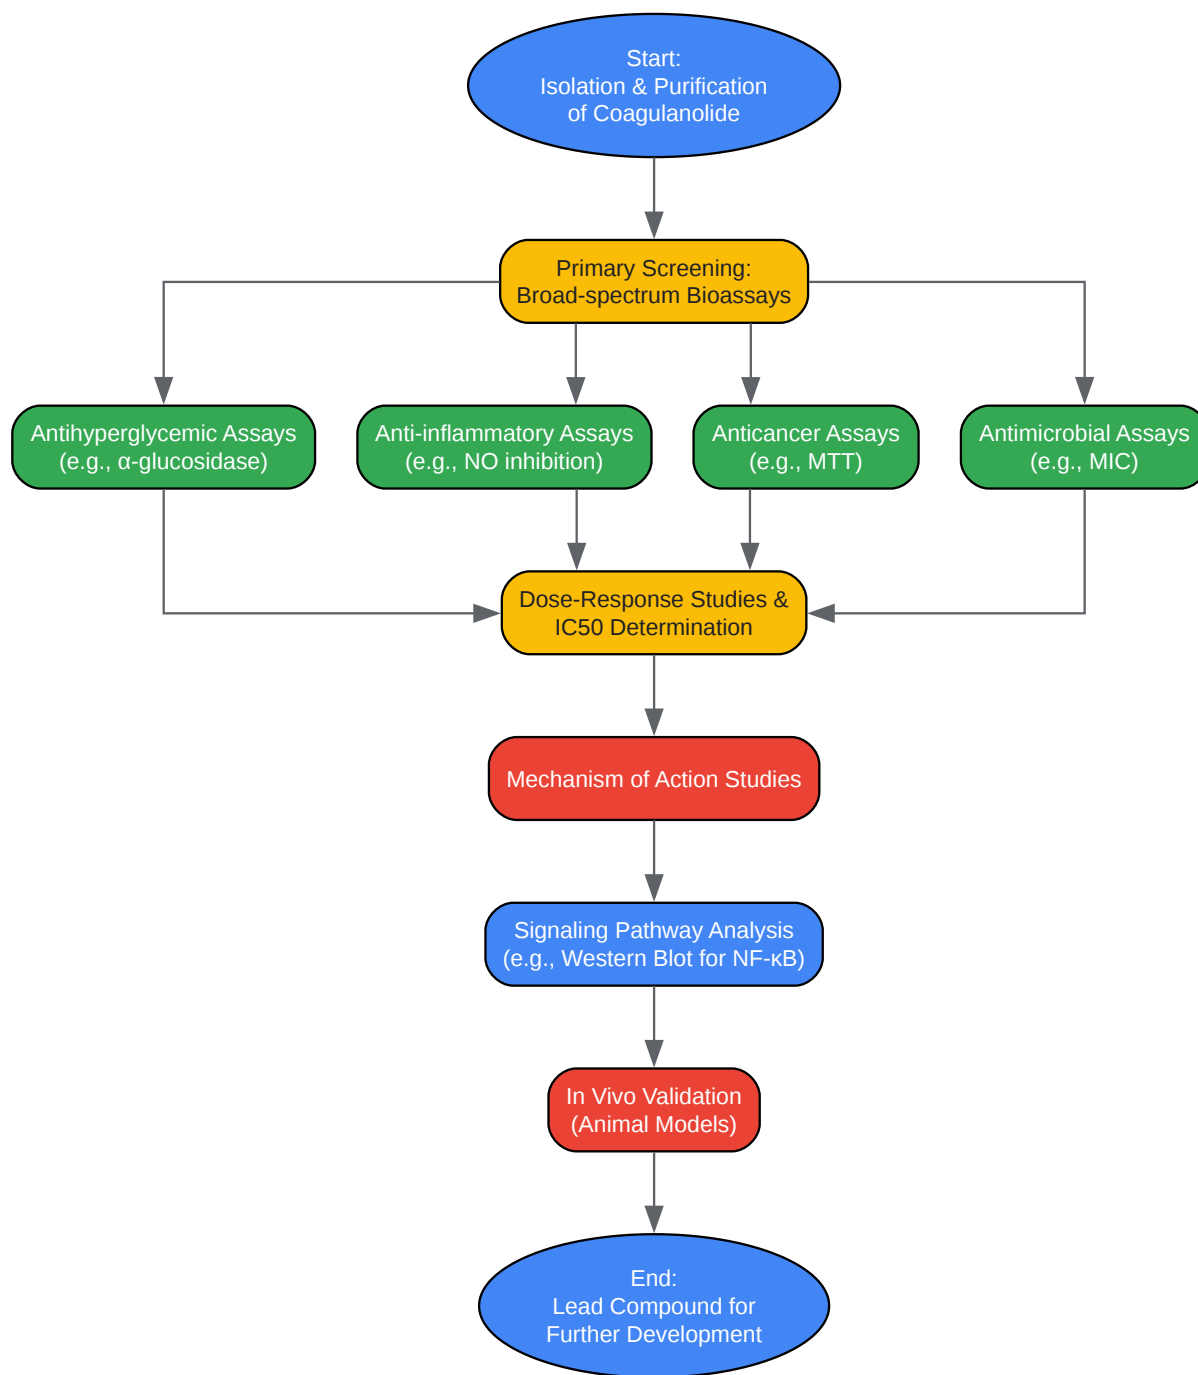 Start:
Isolation & Purification
of Coagulanolide
Primary Screening:
Broad-spectrum Bioassays
Antihyperglycemic Assays
(e.g., α-glucosidase)
Anti-inflammatory Assays
(e.g., NO inhibition)
Anticancer Assays
(e.g., MTT)
Antimicrobial Assays
(e.g., MIC)
Dose-Response Studies &
IC50 Determination
Mechanism of Action Studies
Signaling Pathway Analysis
(e.g., Western Blot for NF-κB)
In Vivo Validation
(Animal Models)
End:
Lead Compound for
Further Development